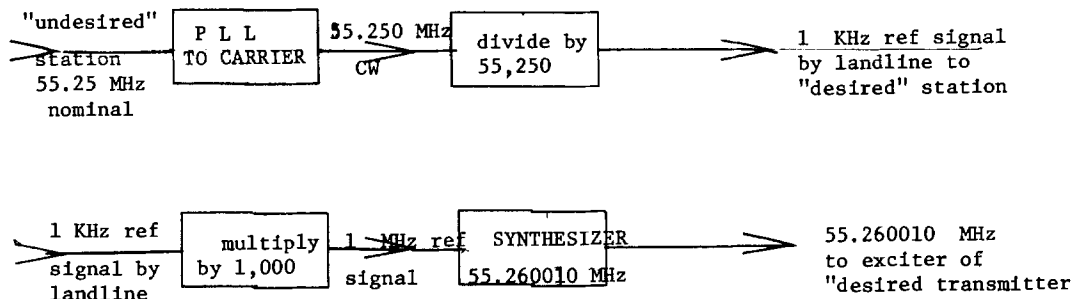 "undesired"
station
55.25 MHz
nominal
P L L
TO CARRIER
55.250 MHz
CW
divide by
55,250
1 KHz ref signal
by landline to
"desired" station
1 KHz ref
signal by
landline
multiply
by 1,000
1 MHz ref
signal
SYNTHESIZER
55.260010 MHz
55.260010 MHz
to exciter of
"desired transmitter